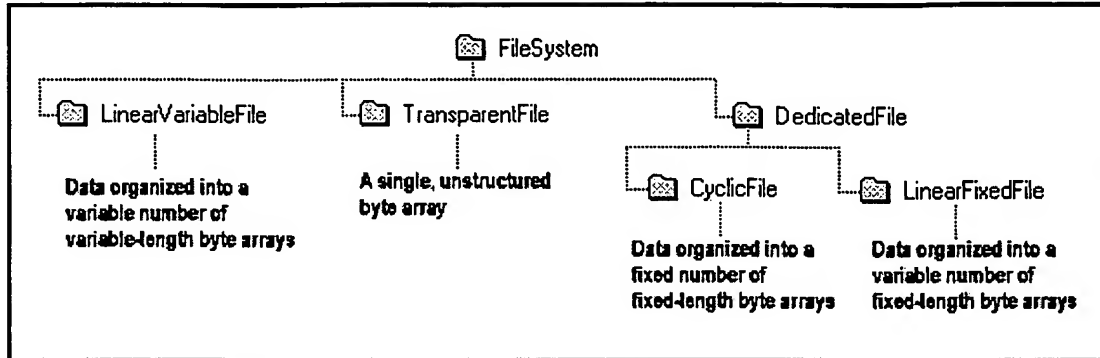 FileSystem
LinearVariableFile
TransparentFile
DedicatedFile
Data organized into a
variable number of
variable-length byte arrays
A single, unstructured
byte array
CyclicFile
LinearFixedFile
Data organized into a
fixed number of
fixed-length byte arrays
Data organized into a
variable number of
fixed-length byte arrays